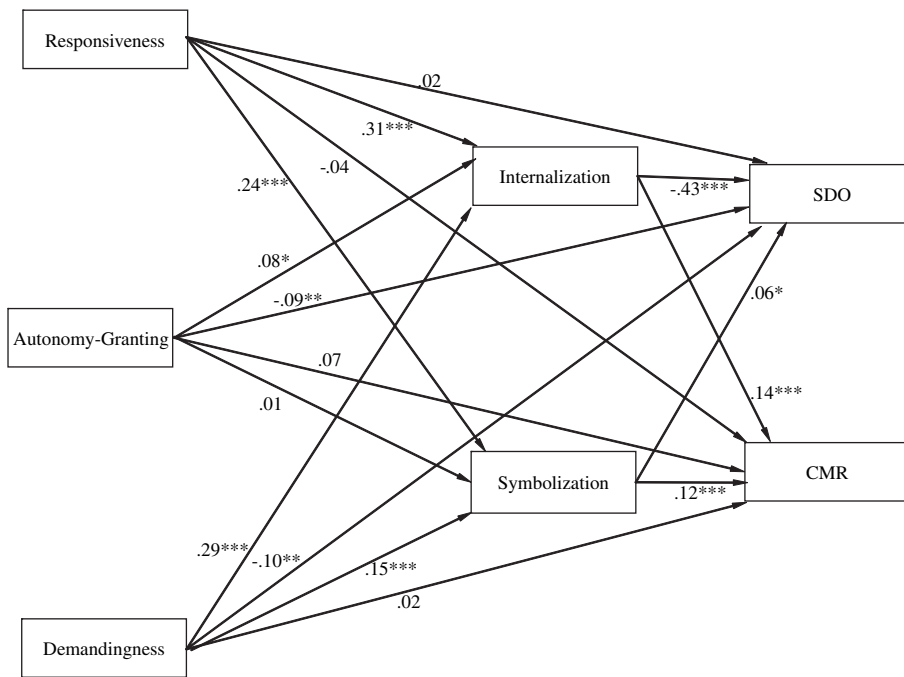 Responsiveness
.02
.31***
Internalization
-.04
.24***
-.43***
SDO
.08*
-.09**
.06*
Autonomy-Granting
.07
.01
.14***
Symbolization
CMR
.12***
.29***
-.10**
.15***
.02
Demandingness